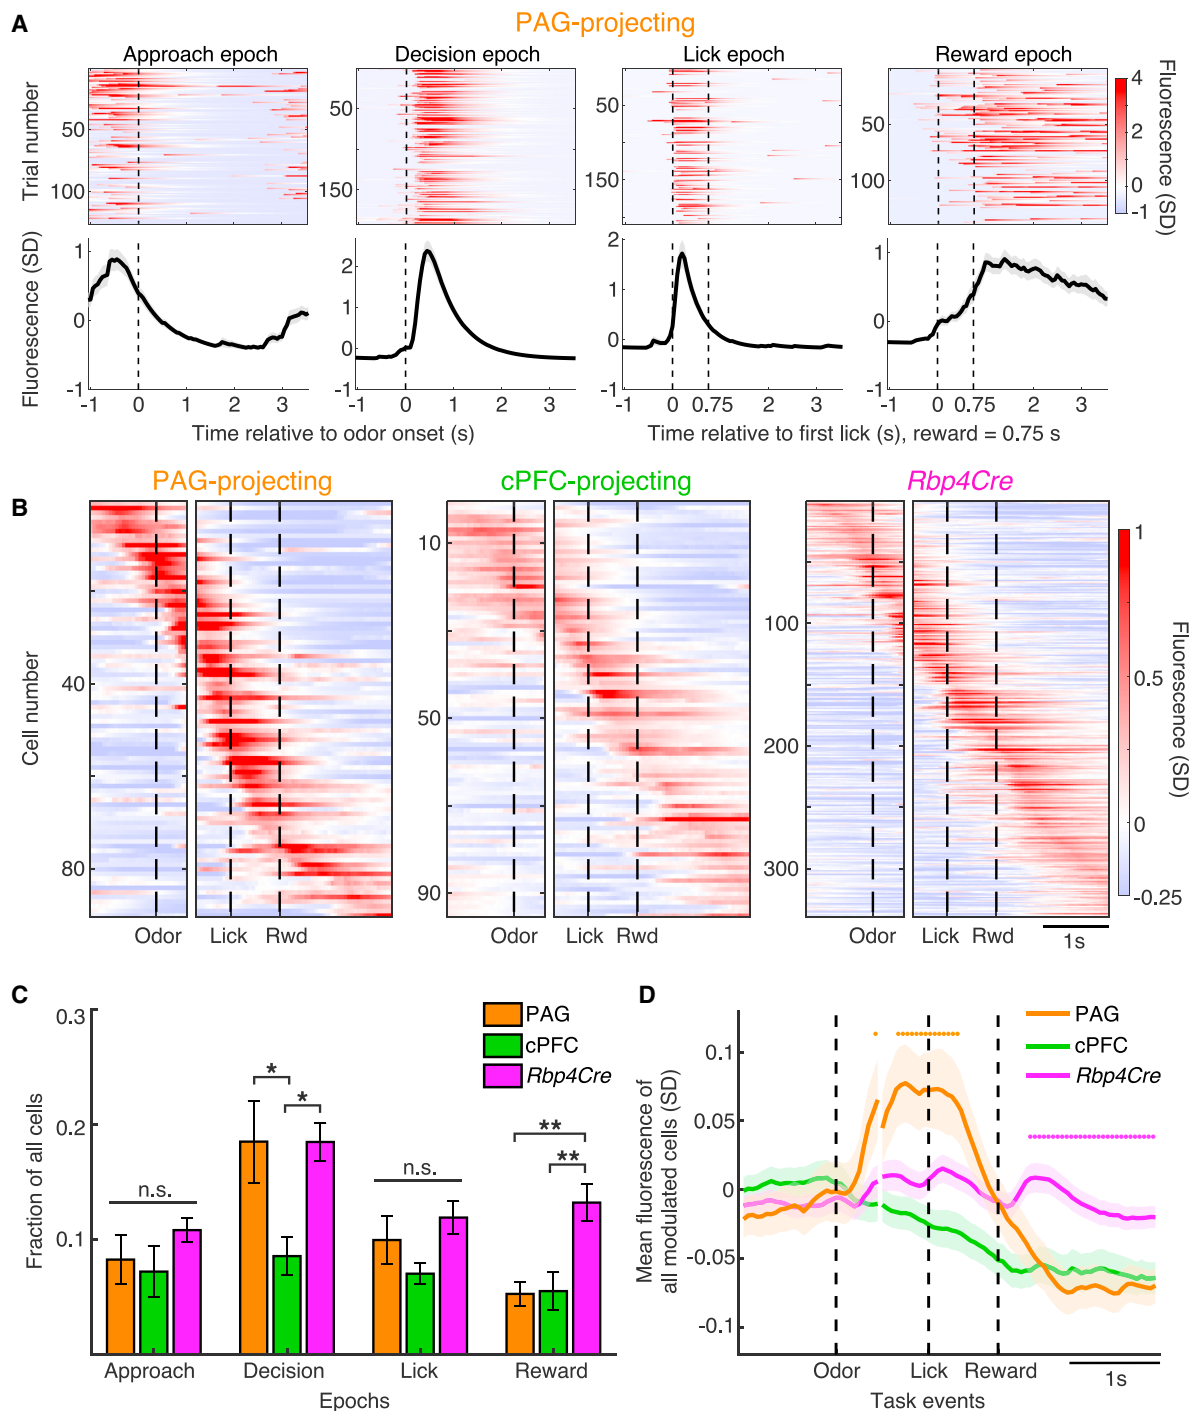 A
PAG-projecting
Approach epoch
Decision epoch
Lick epoch
Reward epoch
Trial number
50
100
50
150
50
150
50
100
4
2
0
-1
Fluorescence (SD)
Fluorescence (SD)
1
0
-1
2
1
0
-1
2
1
0
-1
1
0
-1
-1 0 1 2 3
-1 0 1 2 3
-1 0 0.75 2 3
-1 0 0.75 2 3
Time relative to odor onset (s)
Time relative to first lick (s), reward = 0.75 s
B
PAG-projecting
cPFC-projecting
Rbp4Cre
Cell number
40
80
10
50
90
100
200
300
1
0.5
0
-0.25
Fluorescence (SD)
Odor Lick Rwd
Odor Lick Rwd
Odor Lick Rwd
1s
C
Fraction of all cells
0.3
0.2
0.1
PAG
cPFC
Rbp4Cre
n.s.
*
*
n.s.
**
**
Approach Decision Lick Reward
Epochs
D
Mean fluorescence of
all modulated cells (SD)
0.1
0.05
0
-0.05
-0.1
PAG
cPFC
Rbp4Cre
Odor Lick Reward
1s
Task events